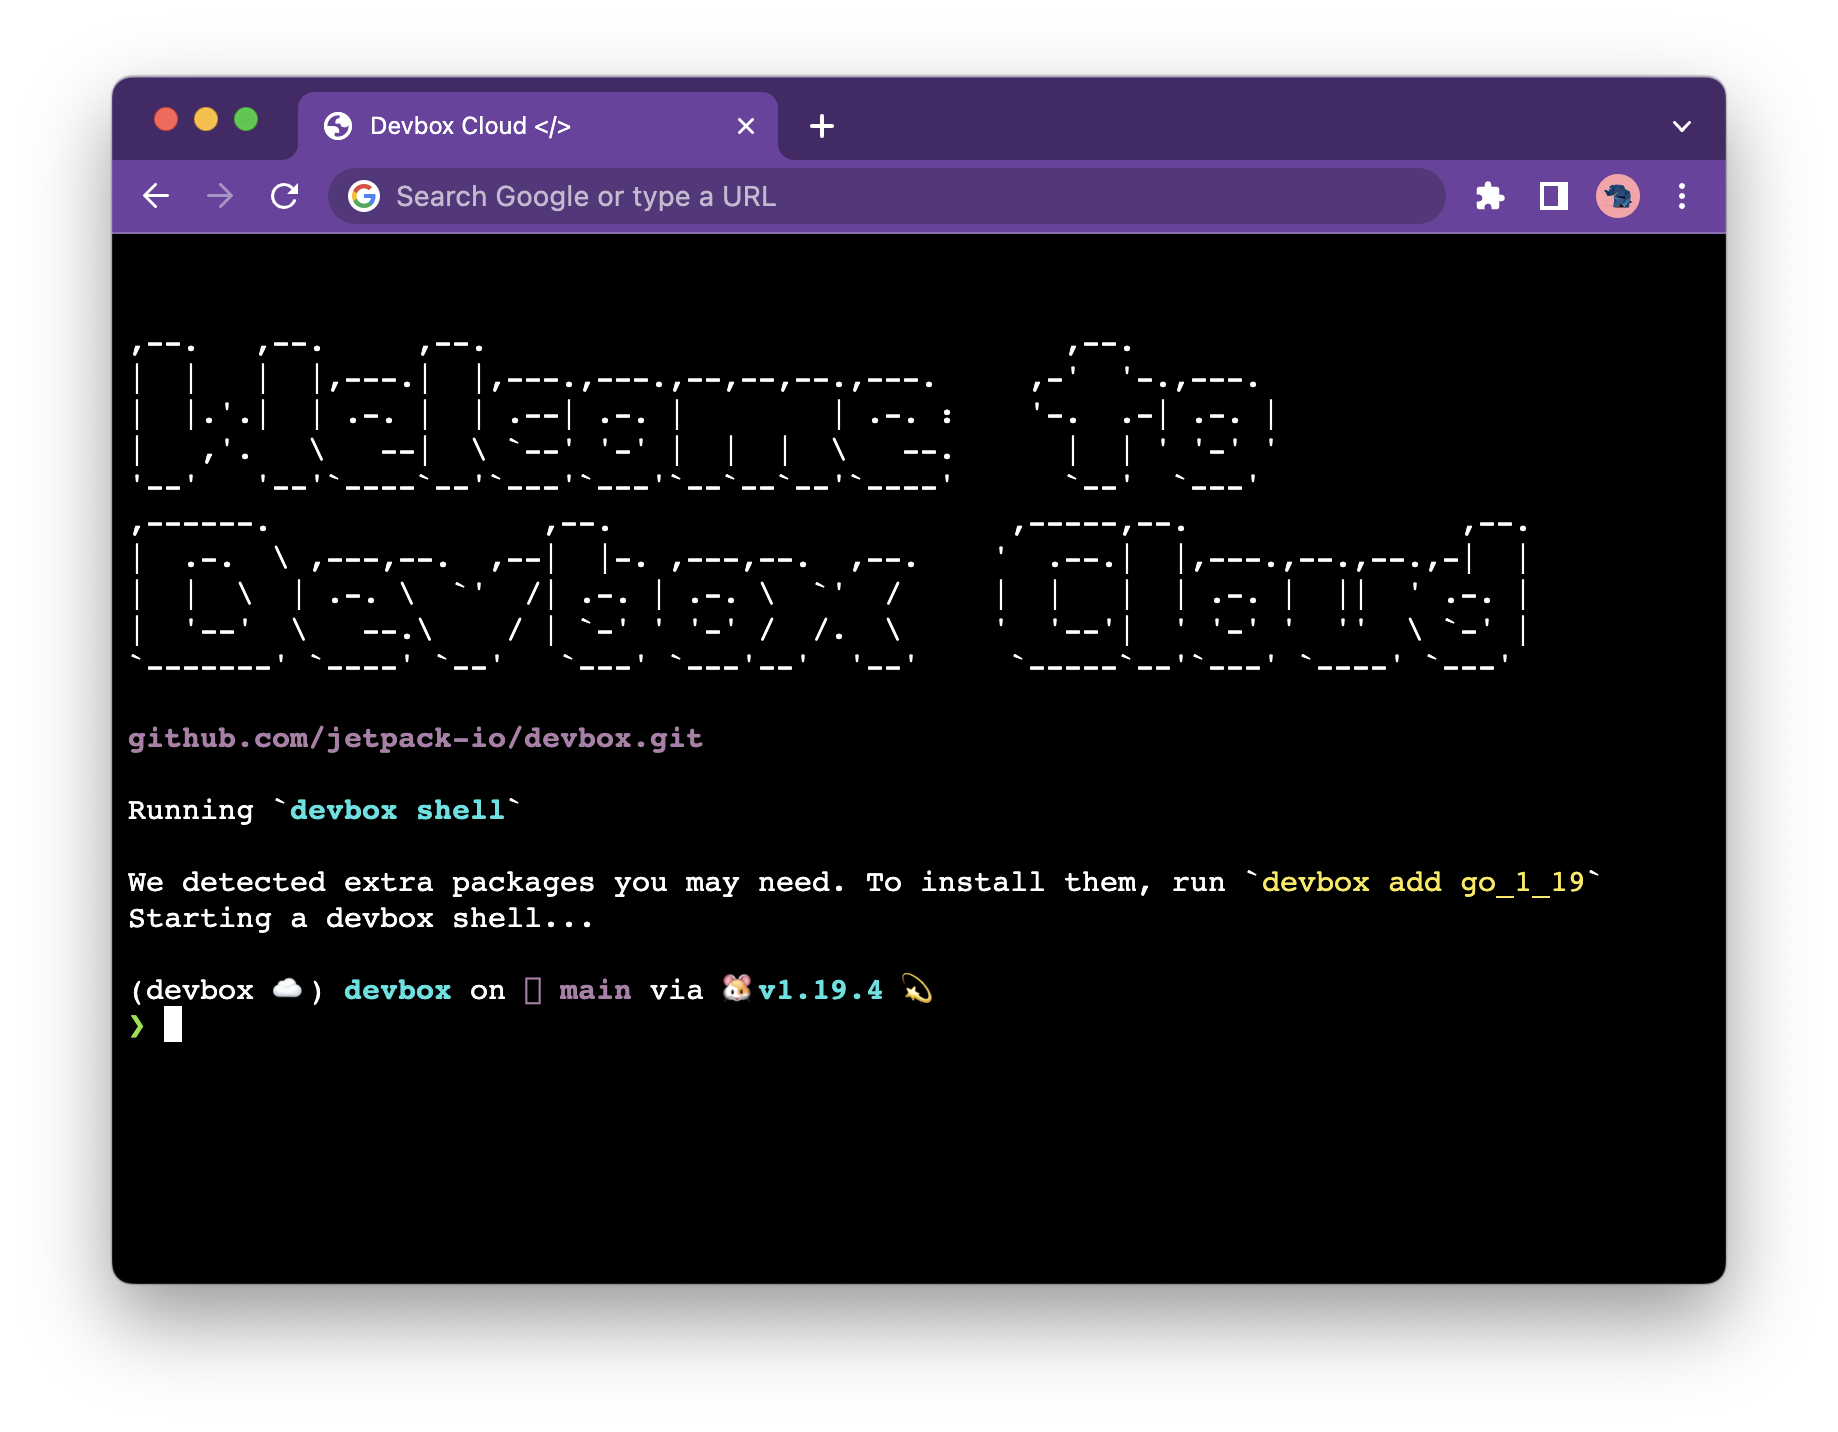 Devbox Cloud </>
Search Google or type a URL
Welcome to
Devbox Cloud
github.com/jetpack-io/devbox.git
Running `devbox shell`
We detected extra packages you may need. To install them, run `devbox add go_1_19`
Starting a devbox shell...
(devbox ☁️) devbox on  main via 🐹v1.19.4 💫
❯